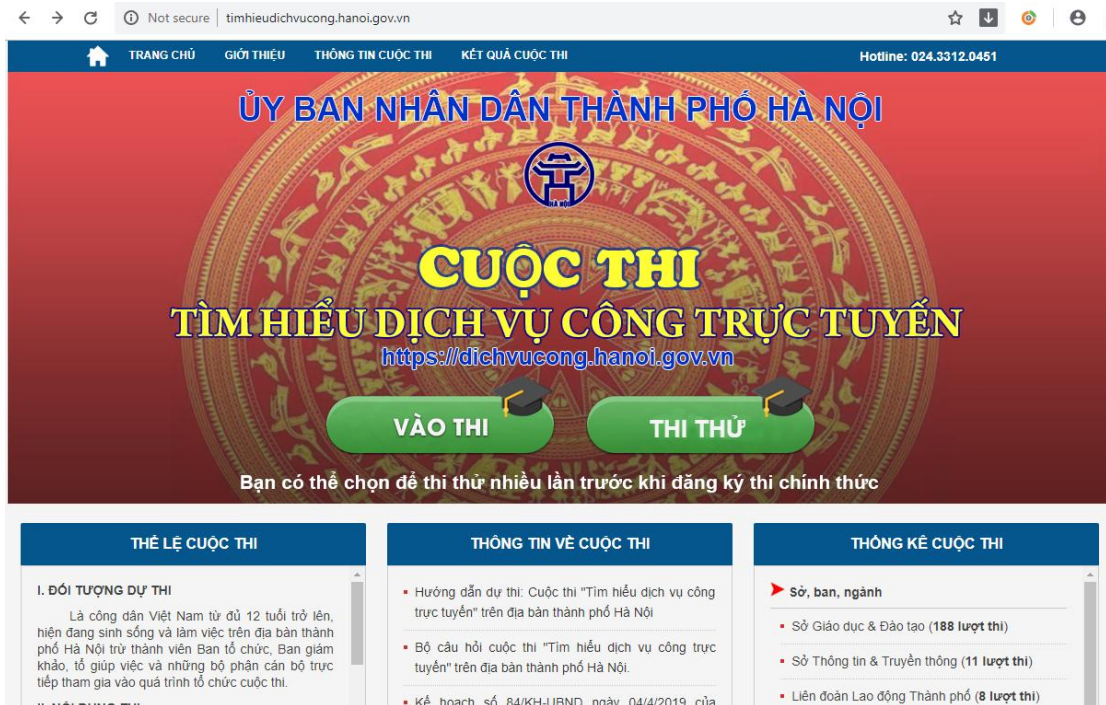 Not secure
timhieudichvucong.hanoi.gov.vn
TRANG CHỦ GIỚI THIỆU THÔNG TIN CUỘC THI KẾT QUẢ CUỘC THI Hotline: 024.3312.0451
ỦY BAN NHÂN DÂN THÀNH PHỐ HÀ NỘI
HÀ NỘI
CUỘC THI
TÌM HIỂU DỊCH VỤ CÔNG TRỰC TUYẾN
https://dichvucong.hanoi.gov.vn
VÀO THI
THI THỬ
Bạn có thể chọn để thi thử nhiều lần trước khi đăng ký thi chính thức
THỂ LỆ CUỘC THI
I. ĐỐI TƯỢNG DỰ THI
Là công dân Việt Nam từ đủ 12 tuổi trở lên,
hiện đang sinh sống và làm việc trên địa bàn thành
phố Hà Nội trừ thành viên Ban tổ chức, Ban giám
khảo, tổ giúp việc và những bộ phận cán bộ trực
tiếp tham gia vào quá trình tổ chức cuộc thi.
THÔNG TIN VỀ CUỘC THI
Hướng dẫn dự thi: Cuộc thi "Tìm hiểu dịch vụ công
trực tuyến" trên địa bàn thành phố Hà Nội
Bộ câu hỏi cuộc thi "Tìm hiểu dịch vụ công trực
tuyến" trên địa bàn thành phố Hà Nội.
Kế hoạch số 84/KH-UBND ngày 04/4/2019 của
THỐNG KÊ CUỘC THI
Sở, ban, ngành
Sở Giáo dục & Đào tạo (188 lượt thi)
Sở Thông tin & Truyền thông (11 lượt thi)
Liên đoàn Lao động Thành phố (8 lượt thi)